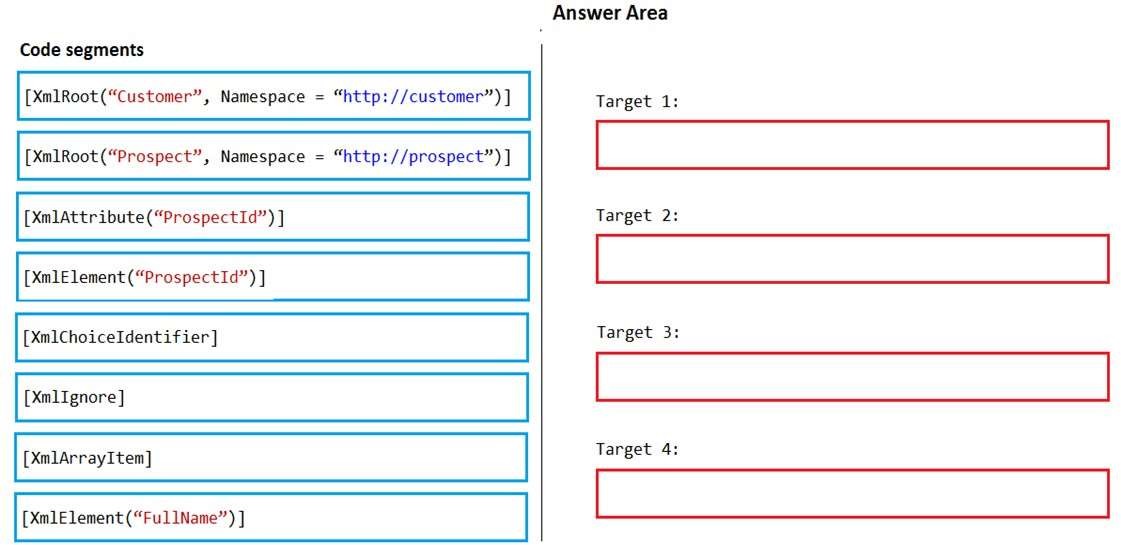 Answer Area
Code segments
[XmlRoot(“Customer”, Namespace = “http://customer”)]
[XmlRoot(“Prospect”, Namespace = “http://prospect”)]
[XmlAttribute(“ProspectId”)]
[XmlElement(“ProspectId”)]
[XmlChoiceIdentifier]
[XmlIgnore]
[XmlArrayItem]
[XmlElement(“FullName”)]
Target 1:
Target 2:
Target 3:
Target 4: